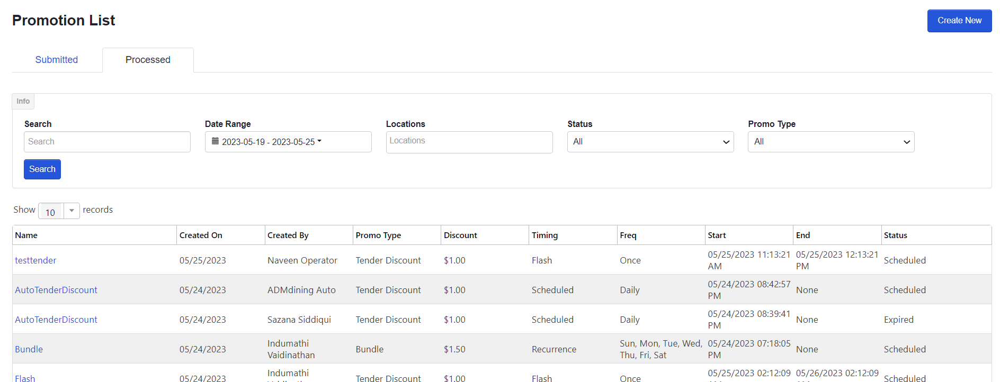 Promotion List
Create New
Submitted
Processed
Info
Search
Date Range
Locations
Status
Promo Type
Search
2023-05-19 - 2023-05-25
Locations
All
All
Search
Show 10 records
Name Created On Created By Promo Type Discount Timing Freq Start End Status
testtender 05/25/2023 Naveen Operator Tender Discount $1.00 Flash Once 05/25/2023 11:13:21 AM 05/25/2023 12:13:21 PM Scheduled
AutoTenderDiscount 05/24/2023 ADMdining Auto Tender Discount $1.00 Scheduled Daily 05/24/2023 08:42:57 PM None Scheduled
AutoTenderDiscount 05/24/2023 Sazana Siddiqui Tender Discount $1.00 Scheduled Daily 05/24/2023 08:39:41 PM None Expired
Bundle 05/24/2023 Indumathi Vaidinathan Bundle $1.50 Recurrence Sun, Mon, Tue, Wed, Thu, Fri, Sat 05/24/2023 07:18:05 PM None Scheduled
Flash 05/24/2023 Indumathi Tender Discount $1.00 Flash Once 05/25/2023 02:12:09 05/26/2023 02:12:09 Scheduled